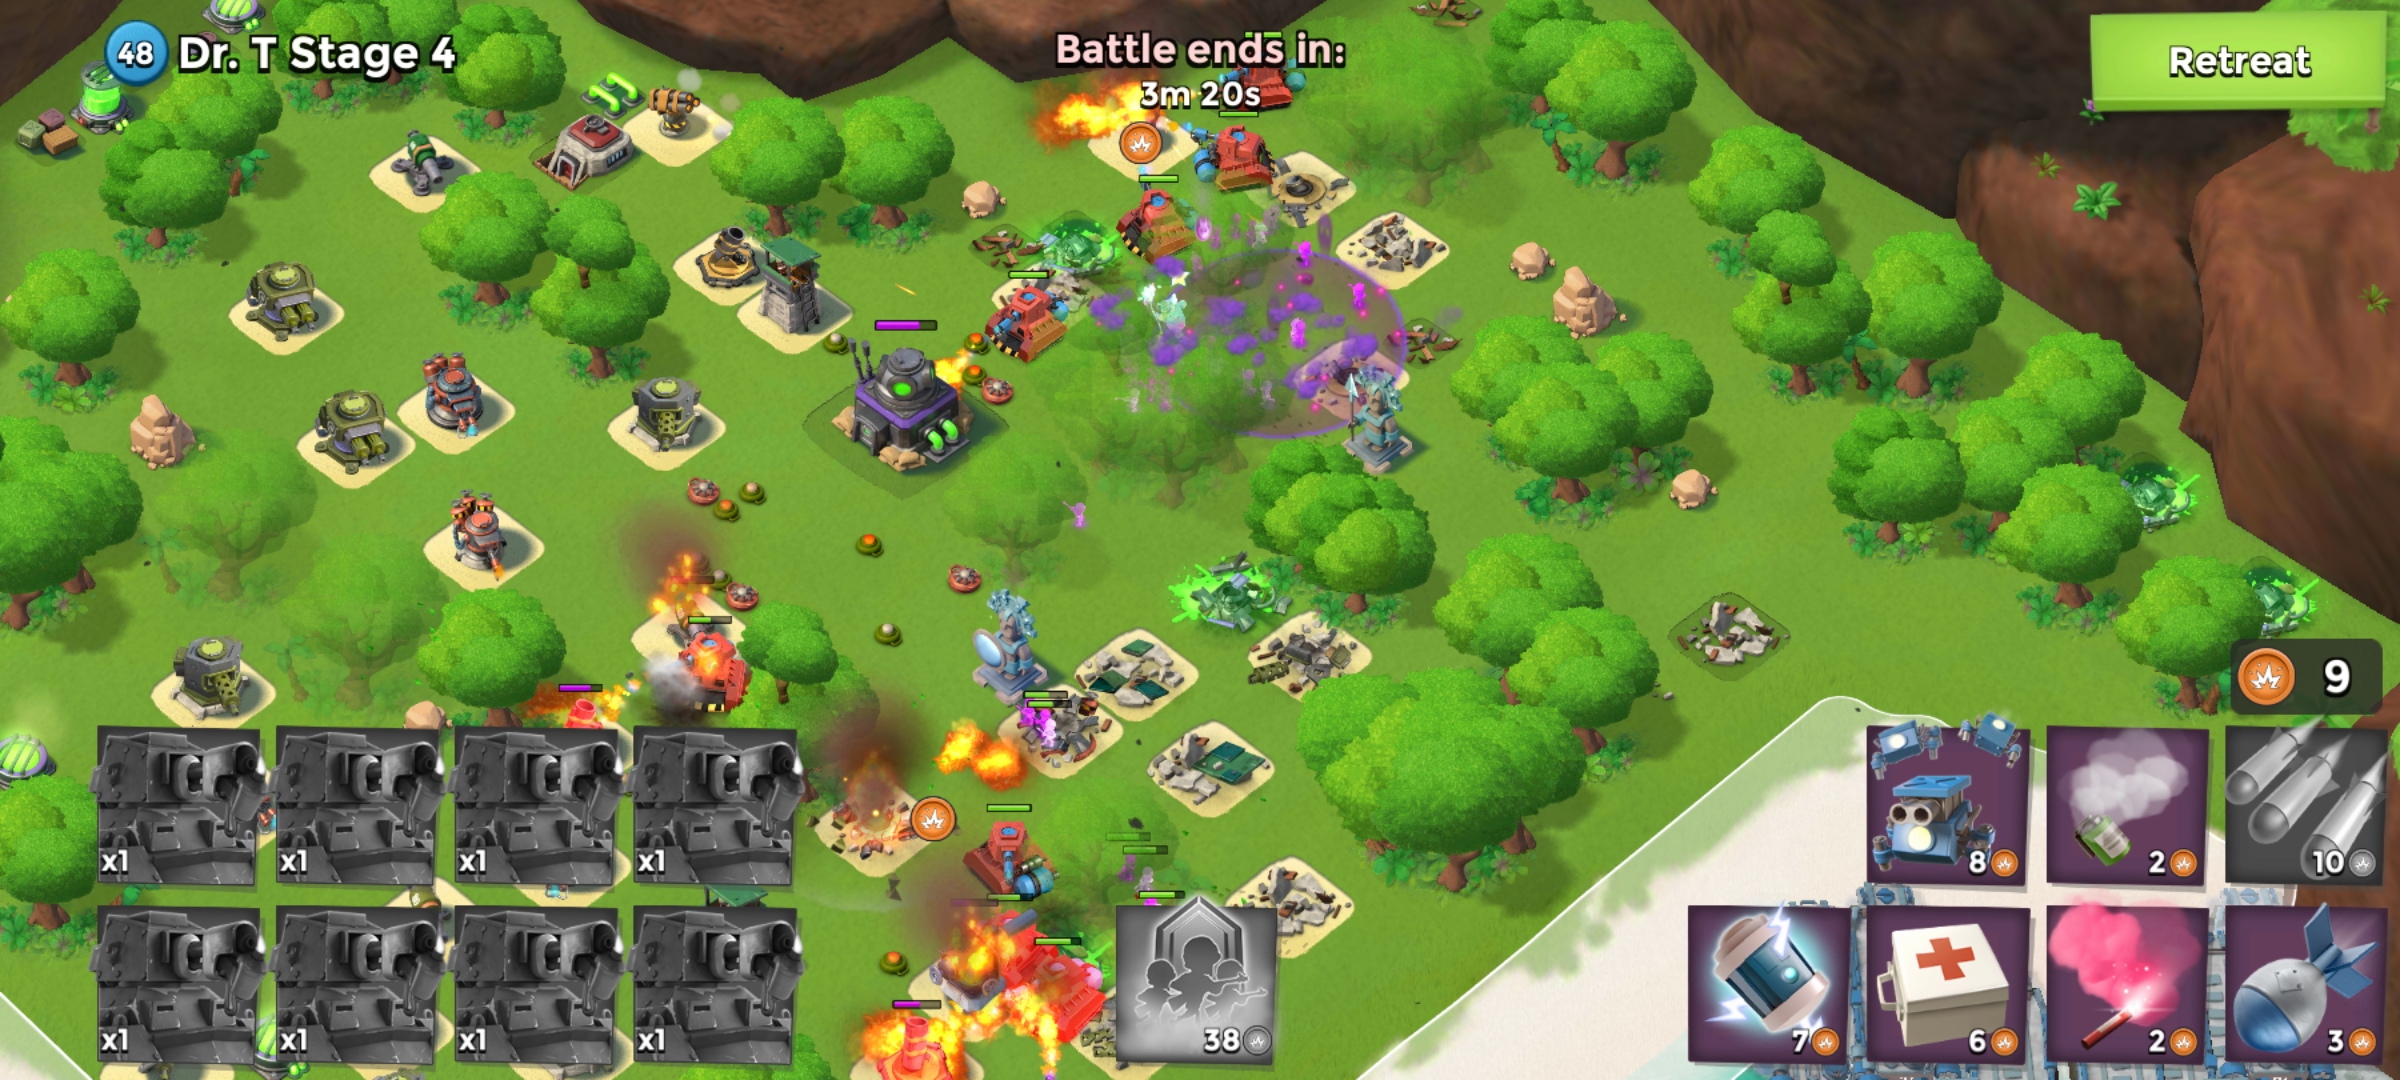 48 Dr. T Stage 4
Battle ends in:
3m 20s
Retreat
9
x1 x1 x1 x1
8 2 10
x1 x1 x1 x1
38
7 6 2 3